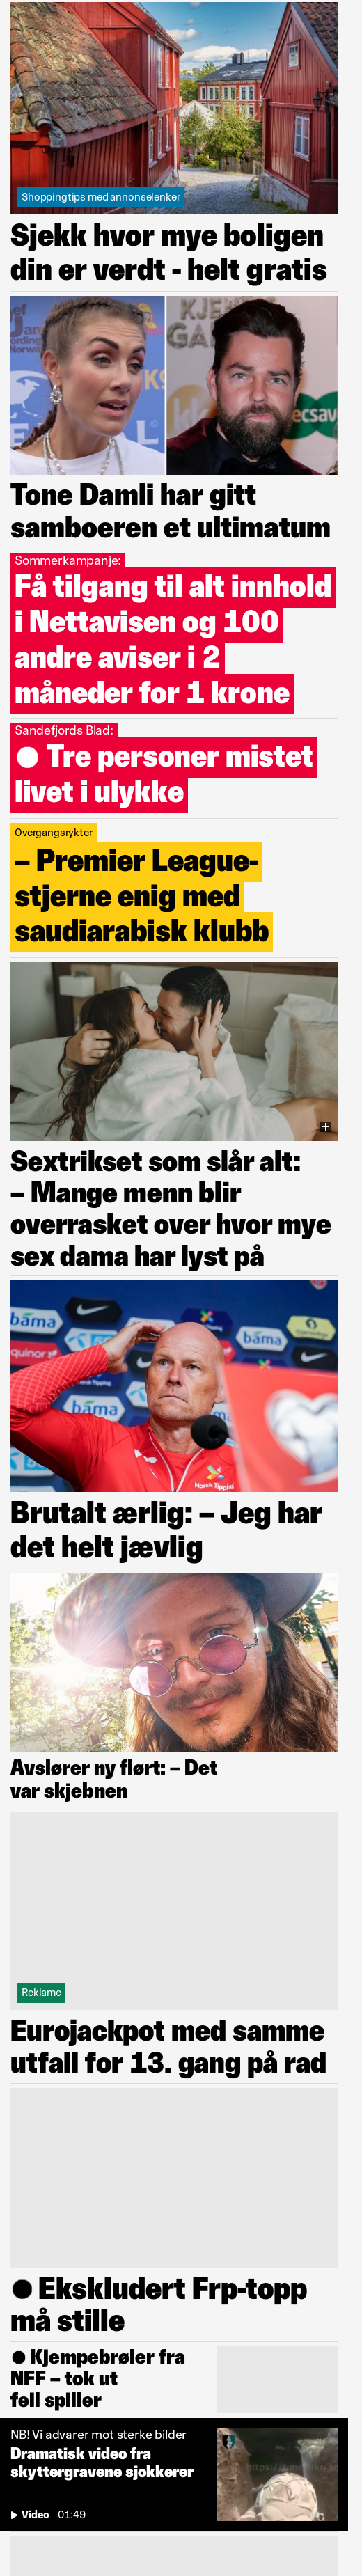 Shoppingtips med annonselenker
Sjekk hvor mye boligen
din er verdt - helt gratis
Tone Damli har gitt
samboeren et ultimatum
Sommerkampanje:
Få tilgang til alt innhold
i Nettavisen og 100
andre aviser i 2
måneder for 1 krone
Sandefjords Blad:
Tre personer mistet
livet i ulykke
Overgangsrykter
– Premier League-
stjerne enig med
saudiarabisk klubb
Sextrikset som slår alt:
– Mange menn blir
overrasket over hvor mye
sex dama har lyst på
bama
bama
bama
Norsk Tipping
Brutalt ærlig: – Jeg har
det helt jævlig
Avslører ny flørt: – Det
var skjebnen
Reklame
Eurojackpot med samme
utfall for 13. gang på rad
Ekskludert Frp-topp
må stille
Kjempebrøler fra
NFF – tok ut
feil spiller
NB! Vi advarer mot sterke bilder
Dramatisk video fra
skyttergravene sjokkerer
Video | 01:49